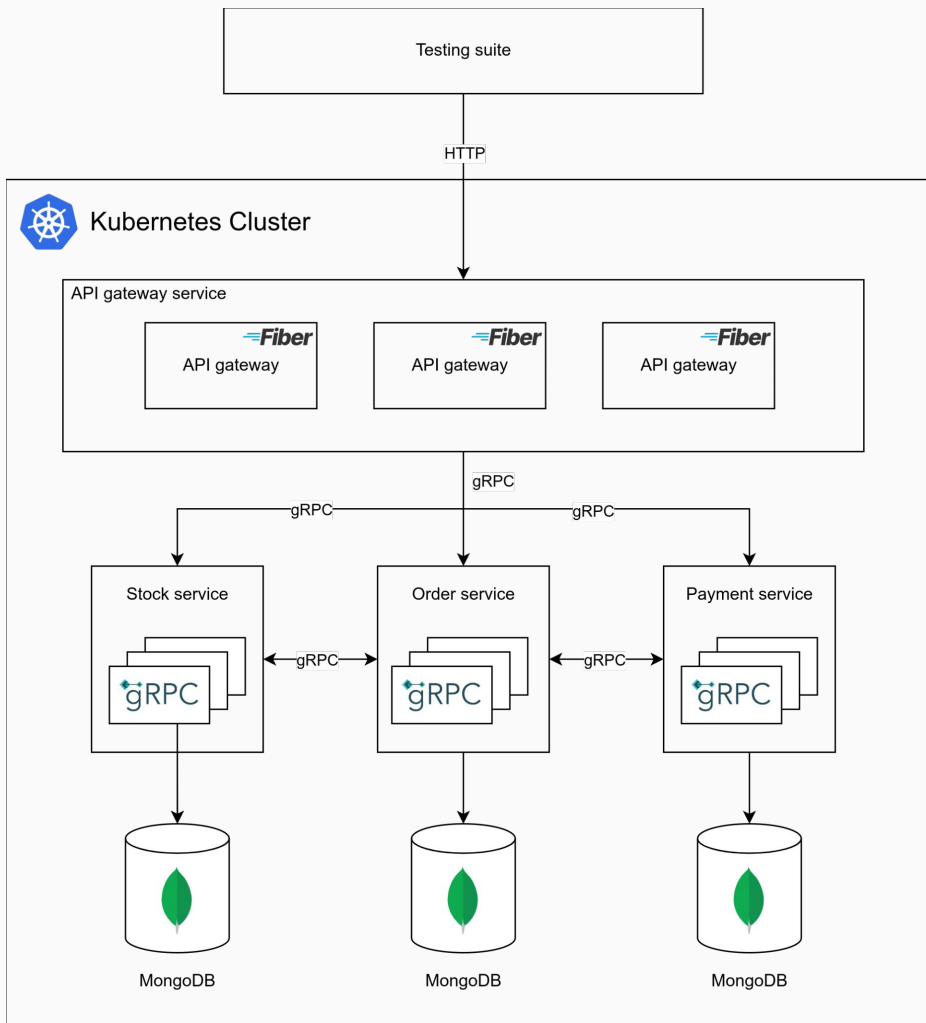 Testing suite
HTTP
Kubernetes Cluster
API gateway service
Fiber
API gateway
Fiber
API gateway
Fiber
API gateway
gRPC
gRPC
gRPC
Stock service
Order service
Payment service
gRPC
gRPC
gRPC
gRPC
gRPC
MongoDB
MongoDB
MongoDB